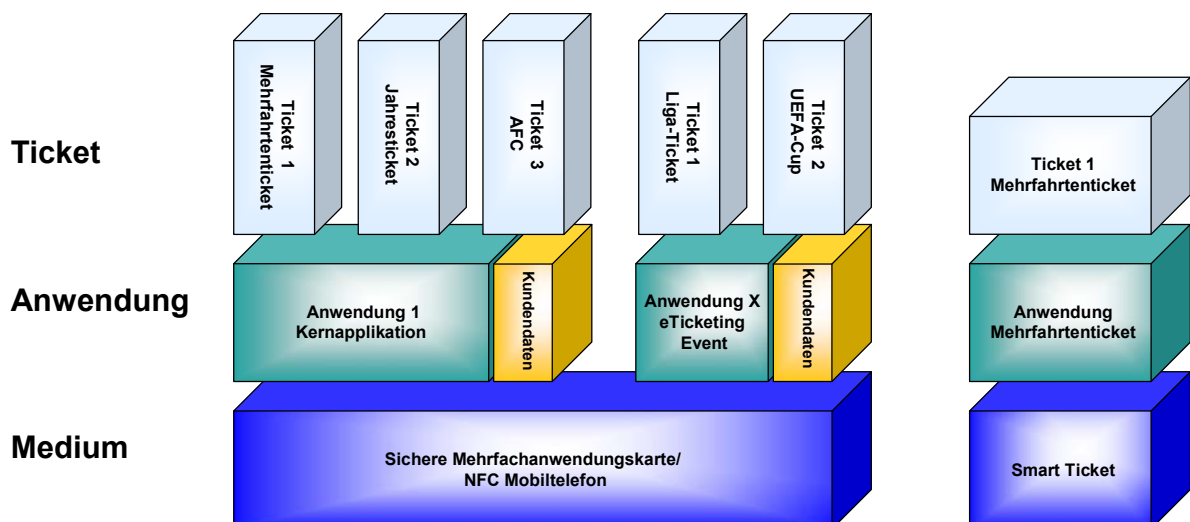 Ticket
Ticket 1
Mehrfahrtenticket
Ticket 2
Jahresticket
Ticket 3
AFC
Ticket 1
Liga-Ticket
Ticket 2
UEFA-Cup
Ticket 1
Mehrfahrtenticket
Anwendung
Anwendung 1
Kernapplikation
Kundendaten
Anwendung X
eTicketing
Event
Kundendaten
Anwendung
Mehrfahrtenticket
Medium
Sichere Mehrfachanwendungskarte/
NFC Mobiltelefon
Smart Ticket